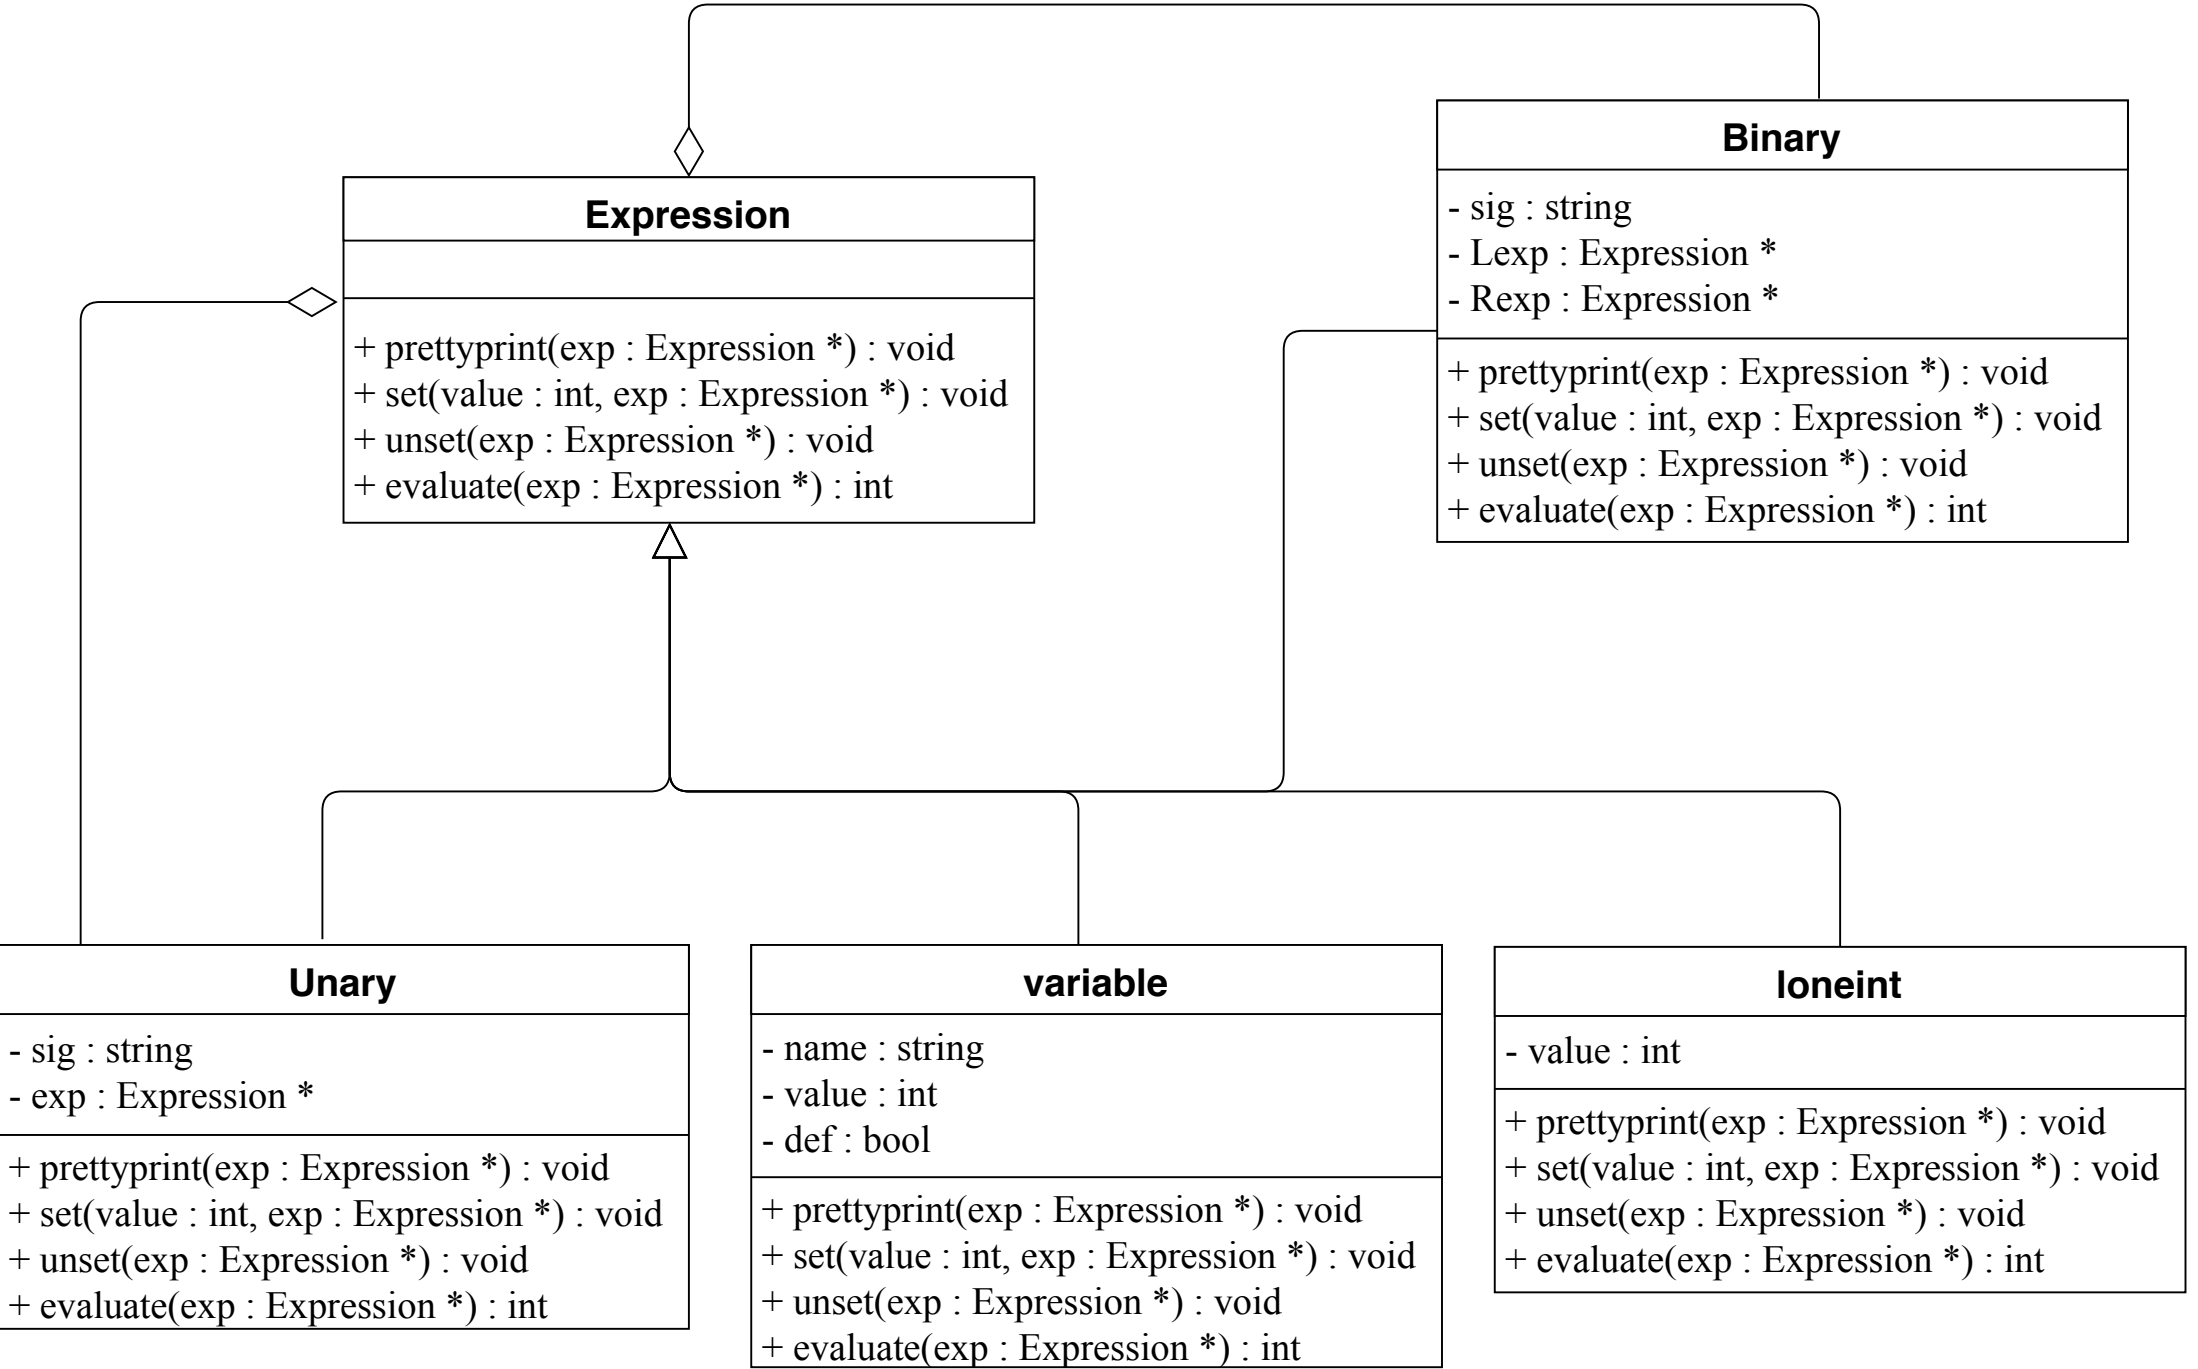 Binary
- sig : string
- Lexp : Expression *
- Rexp : Expression *
+ prettyprint(exp : Expression *) : void
+ set(value : int, exp : Expression *) : void
+ unset(exp : Expression *) : void
+ evaluate(exp : Expression *) : int
Expression
+ prettyprint(exp : Expression *) : void
+ set(value : int, exp : Expression *) : void
+ unset(exp : Expression *) : void
+ evaluate(exp : Expression *) : int
Unary
- sig : string
- exp : Expression *
+ prettyprint(exp : Expression *) : void
+ set(value : int, exp : Expression *) : void
+ unset(exp : Expression *) : void
+ evaluate(exp : Expression *) : int
variable
- name : string
- value : int
- def : bool
+ prettyprint(exp : Expression *) : void
+ set(value : int, exp : Expression *) : void
+ unset(exp : Expression *) : void
+ evaluate(exp : Expression *) : int
loneint
- value : int
+ prettyprint(exp : Expression *) : void
+ set(value : int, exp : Expression *) : void
+ unset(exp : Expression *) : void
+ evaluate(exp : Expression *) : int